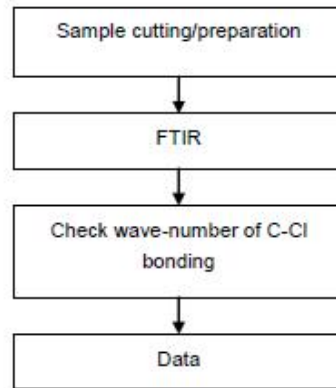 Sample cutting/preparation
FTIR
Check wave-number of C-Cl
bonding
Data